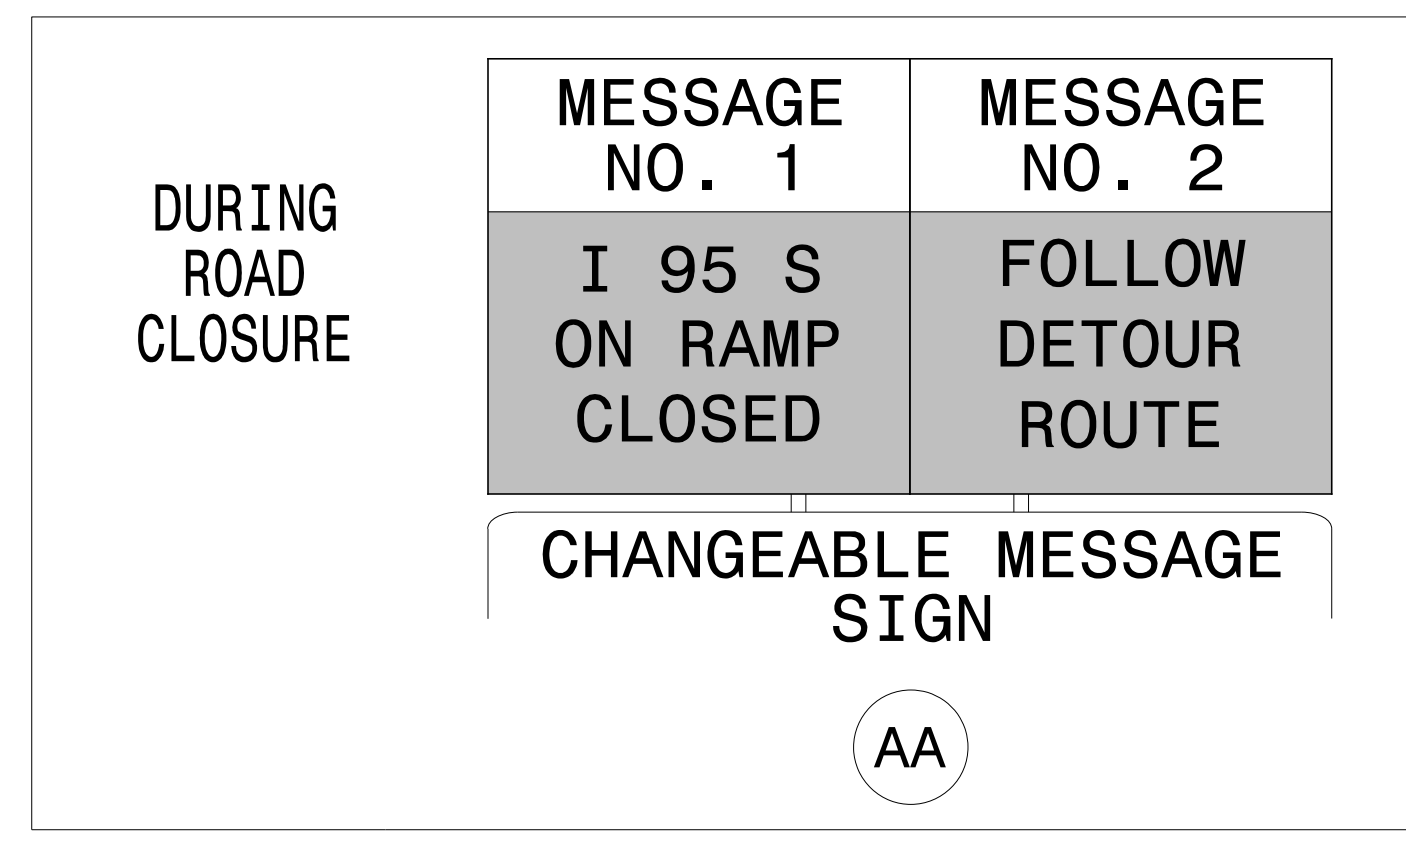 DURING
ROAD
CLOSURE
MESSAGE
NO. 1
I 95 S
ON RAMP
CLOSED
MESSAGE
NO. 2
FOLLOW
DETOUR
ROUTE
CHANGEABLE MESSAGE
SIGN
AA